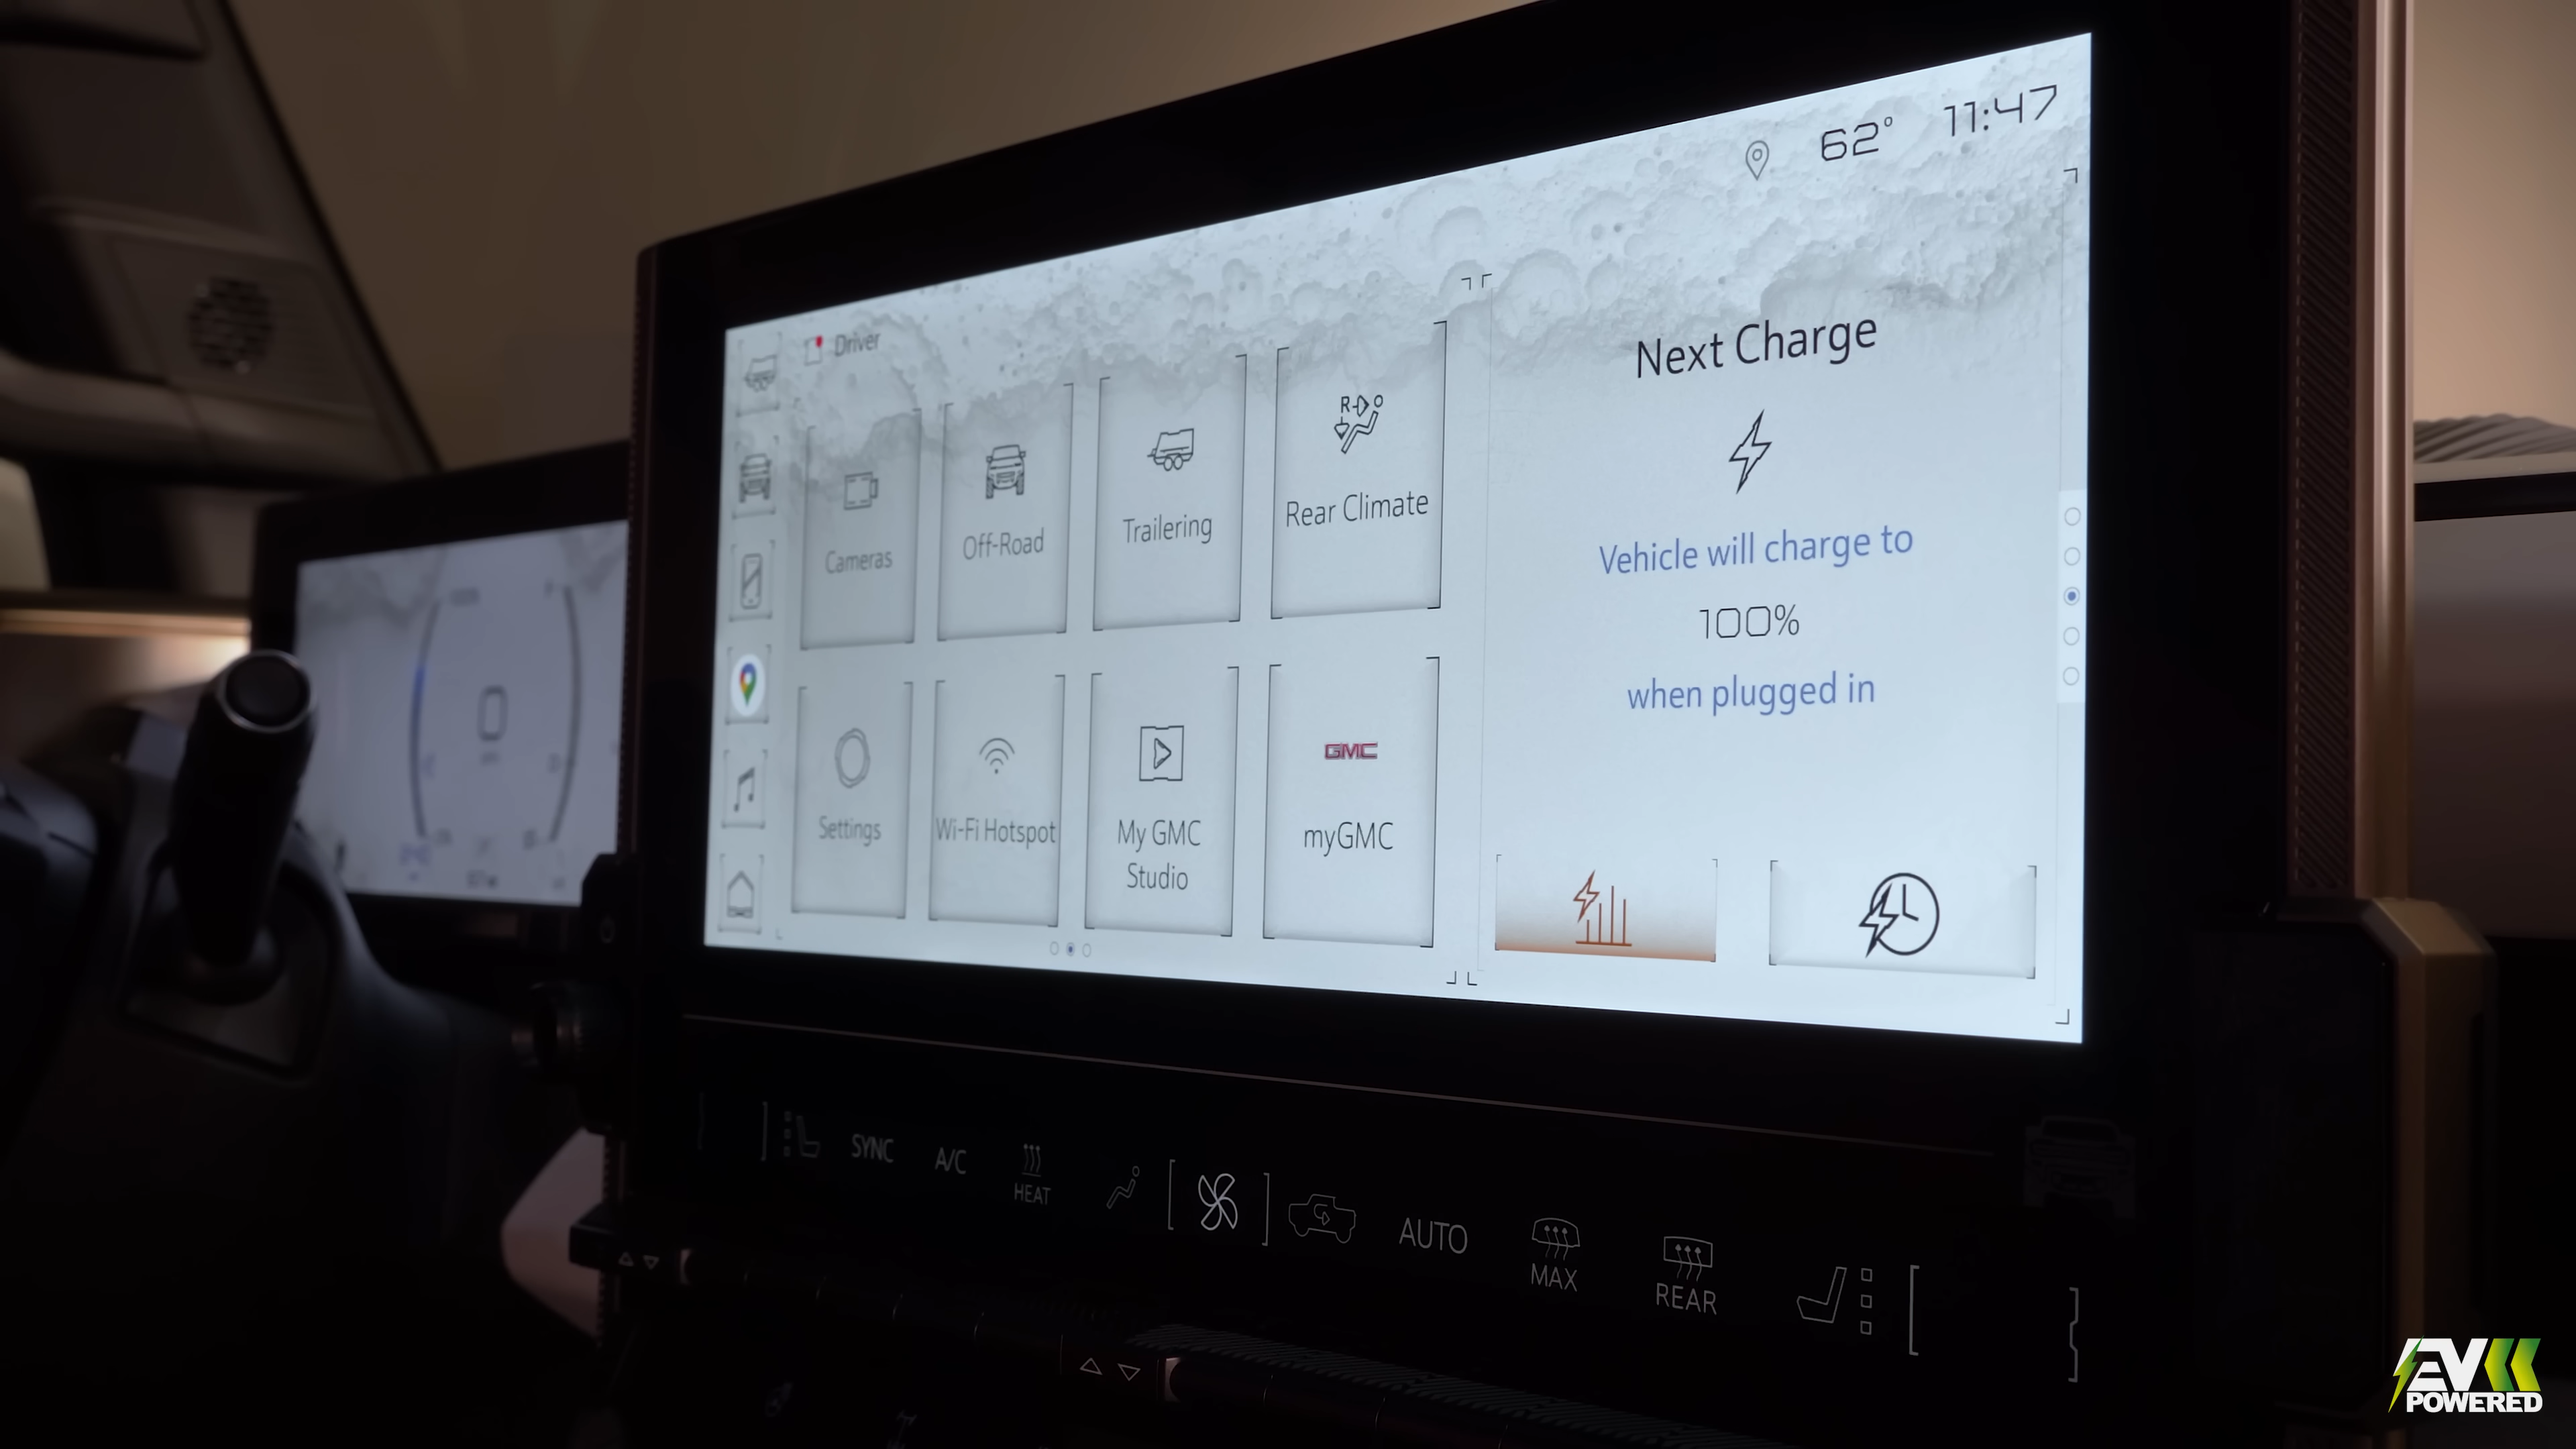 62° 11:47
Driver
Cameras
Off-Road
Trailering
Rear Climate
Settings
Wi-Fi Hotspot
My GMC
Studio
GMC
myGMC
Next Charge
Vehicle will charge to
100%
when plugged in
SYNC
A/C
HEAT
AUTO
MAX
REAR
R
EV
POWERED